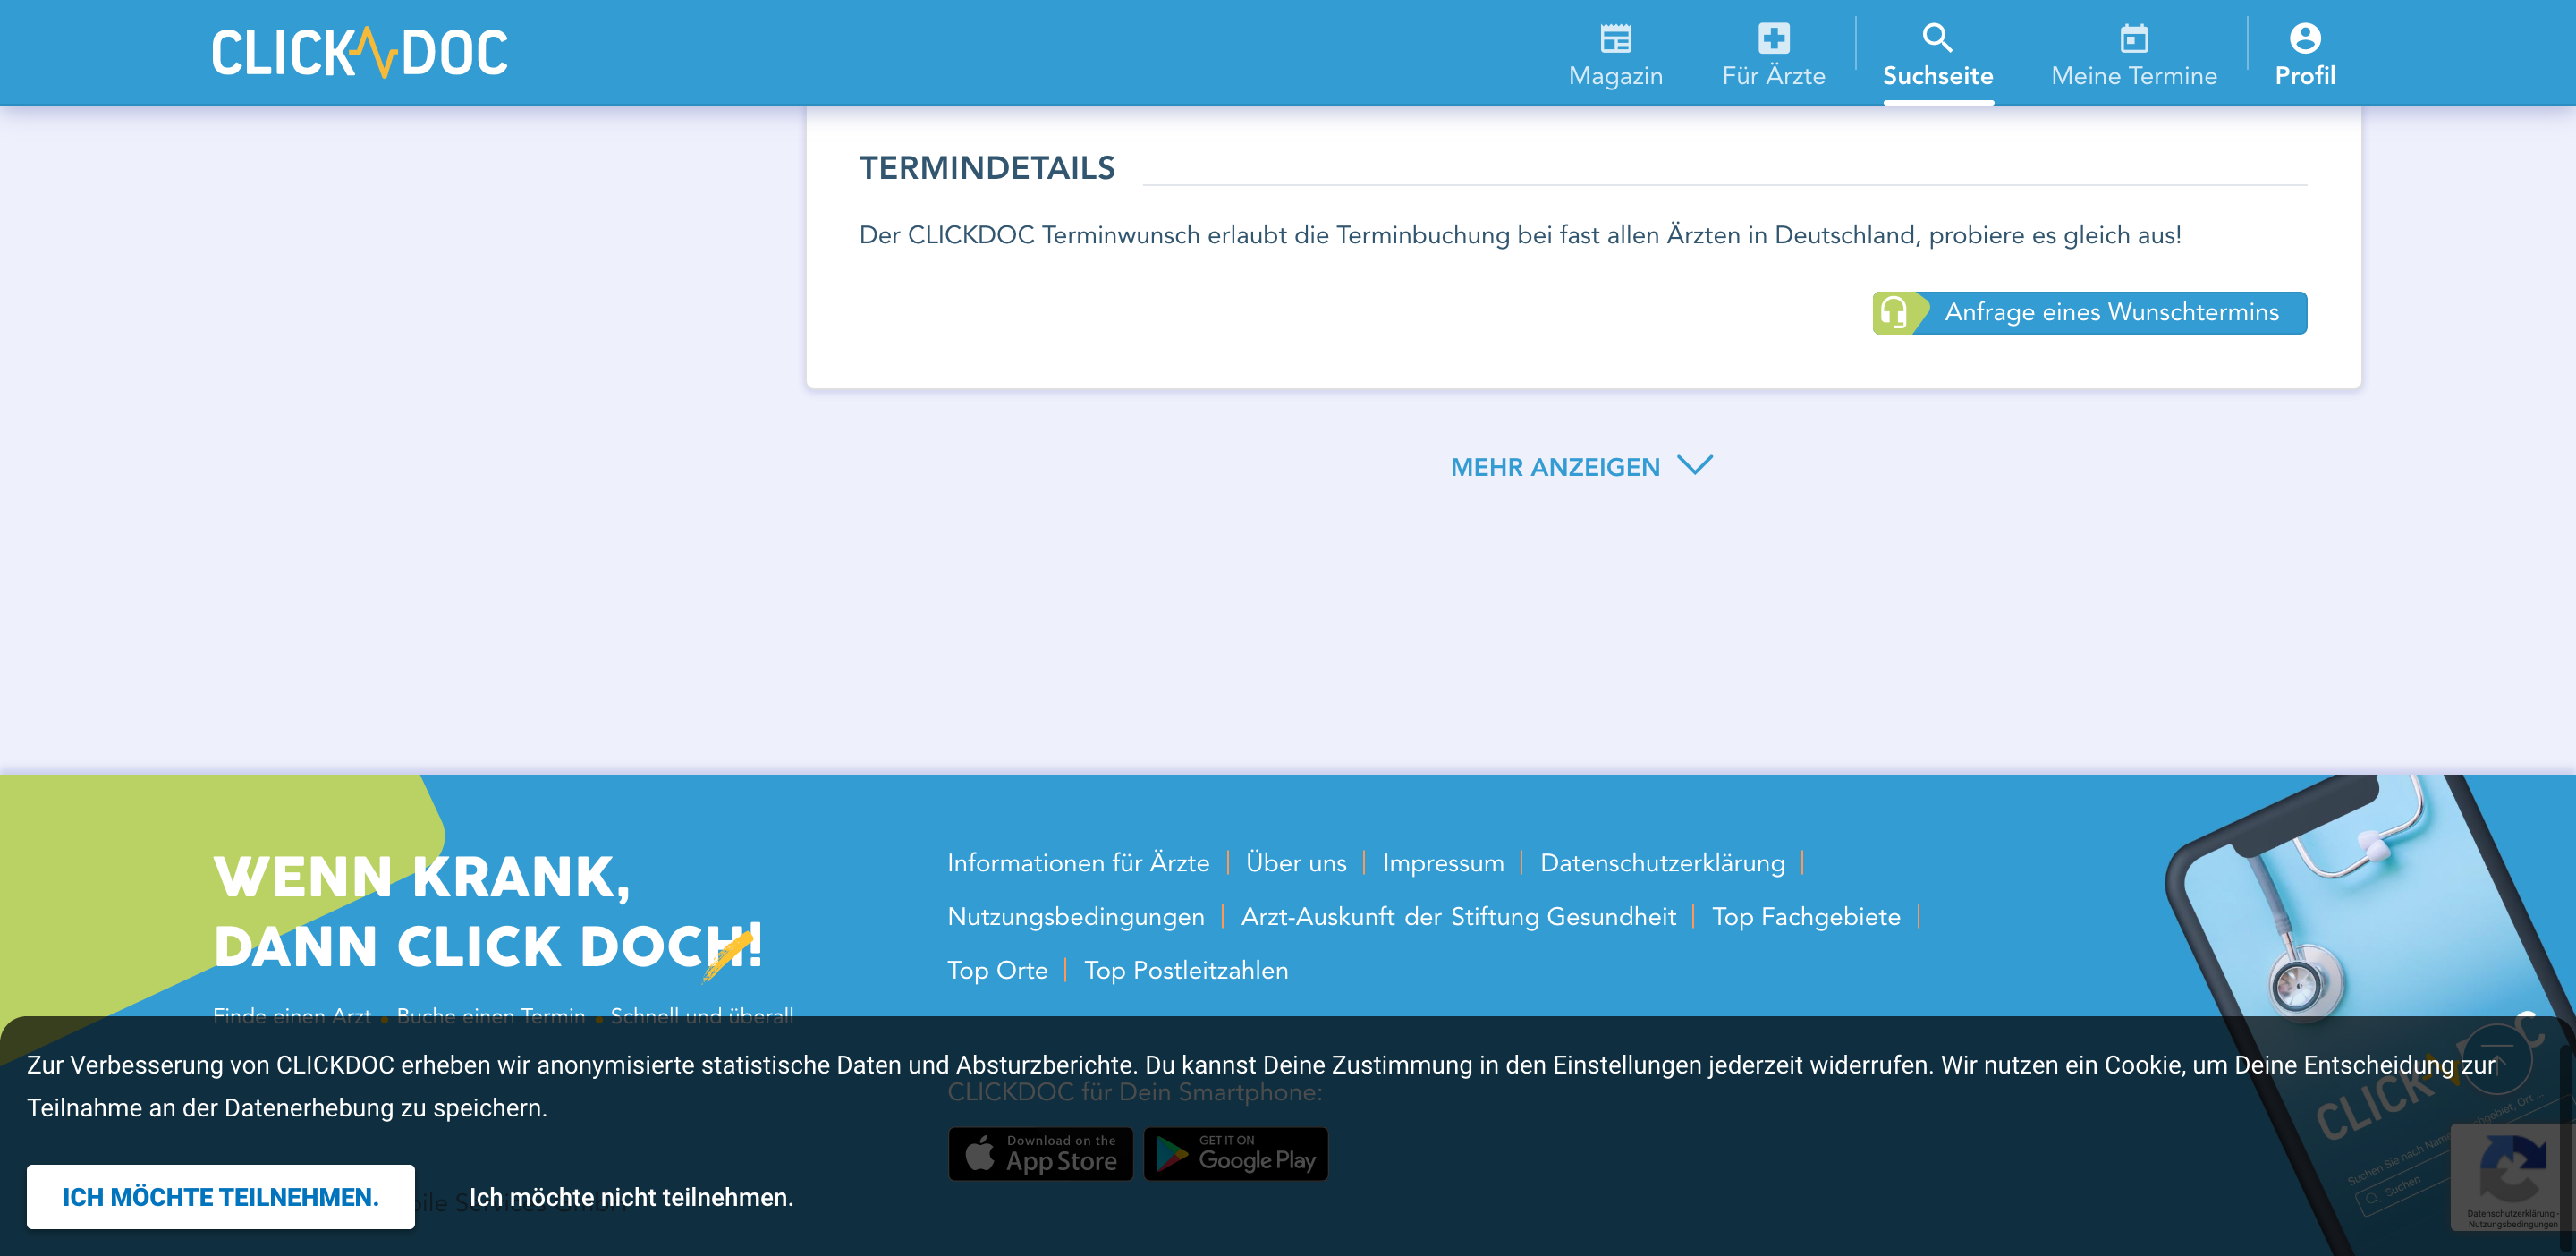 CLICKDOC
Magazin
Für Ärzte
Suchseite
Meine Termine
Profil
TERMINDETAILS
Der CLICKDOC Terminwunsch erlaubt die Terminbuchung bei fast allen Ärzten in Deutschland, probiere es gleich aus!
Anfrage eines Wunschtermins
MEHR ANZEIGEN
WENN KRANK,
DANN CLICK DOCH!
Finde einen Arzt • Buche einen Termin • Schnell und überall
Informationen für Ärzte | Über uns | Impressum | Datenschutzerklärung |
Nutzungsbedingungen | Arzt-Auskunft der Stiftung Gesundheit | Top Fachgebiete |
Top Orte | Top Postleitzahlen
Zur Verbesserung von CLICKDOC erheben wir anonymisierte statistische Daten und Absturzberichte. Du kannst Deine Zustimmung in den Einstellungen jederzeit widerrufen. Wir nutzen ein Cookie, um Deine Entscheidung zur
Teilnahme an der Datenerhebung zu speichern.
CLICKDOC für Dein Smartphone:
Download on the
App Store
GET IT ON
Google Play
ICH MÖCHTE TEILNEHMEN.
Ich möchte nicht teilnehmen.
CLICK
Suchen Sie nach
Suchen
Datenschutzerklärung -
Nutzungsbedingungen